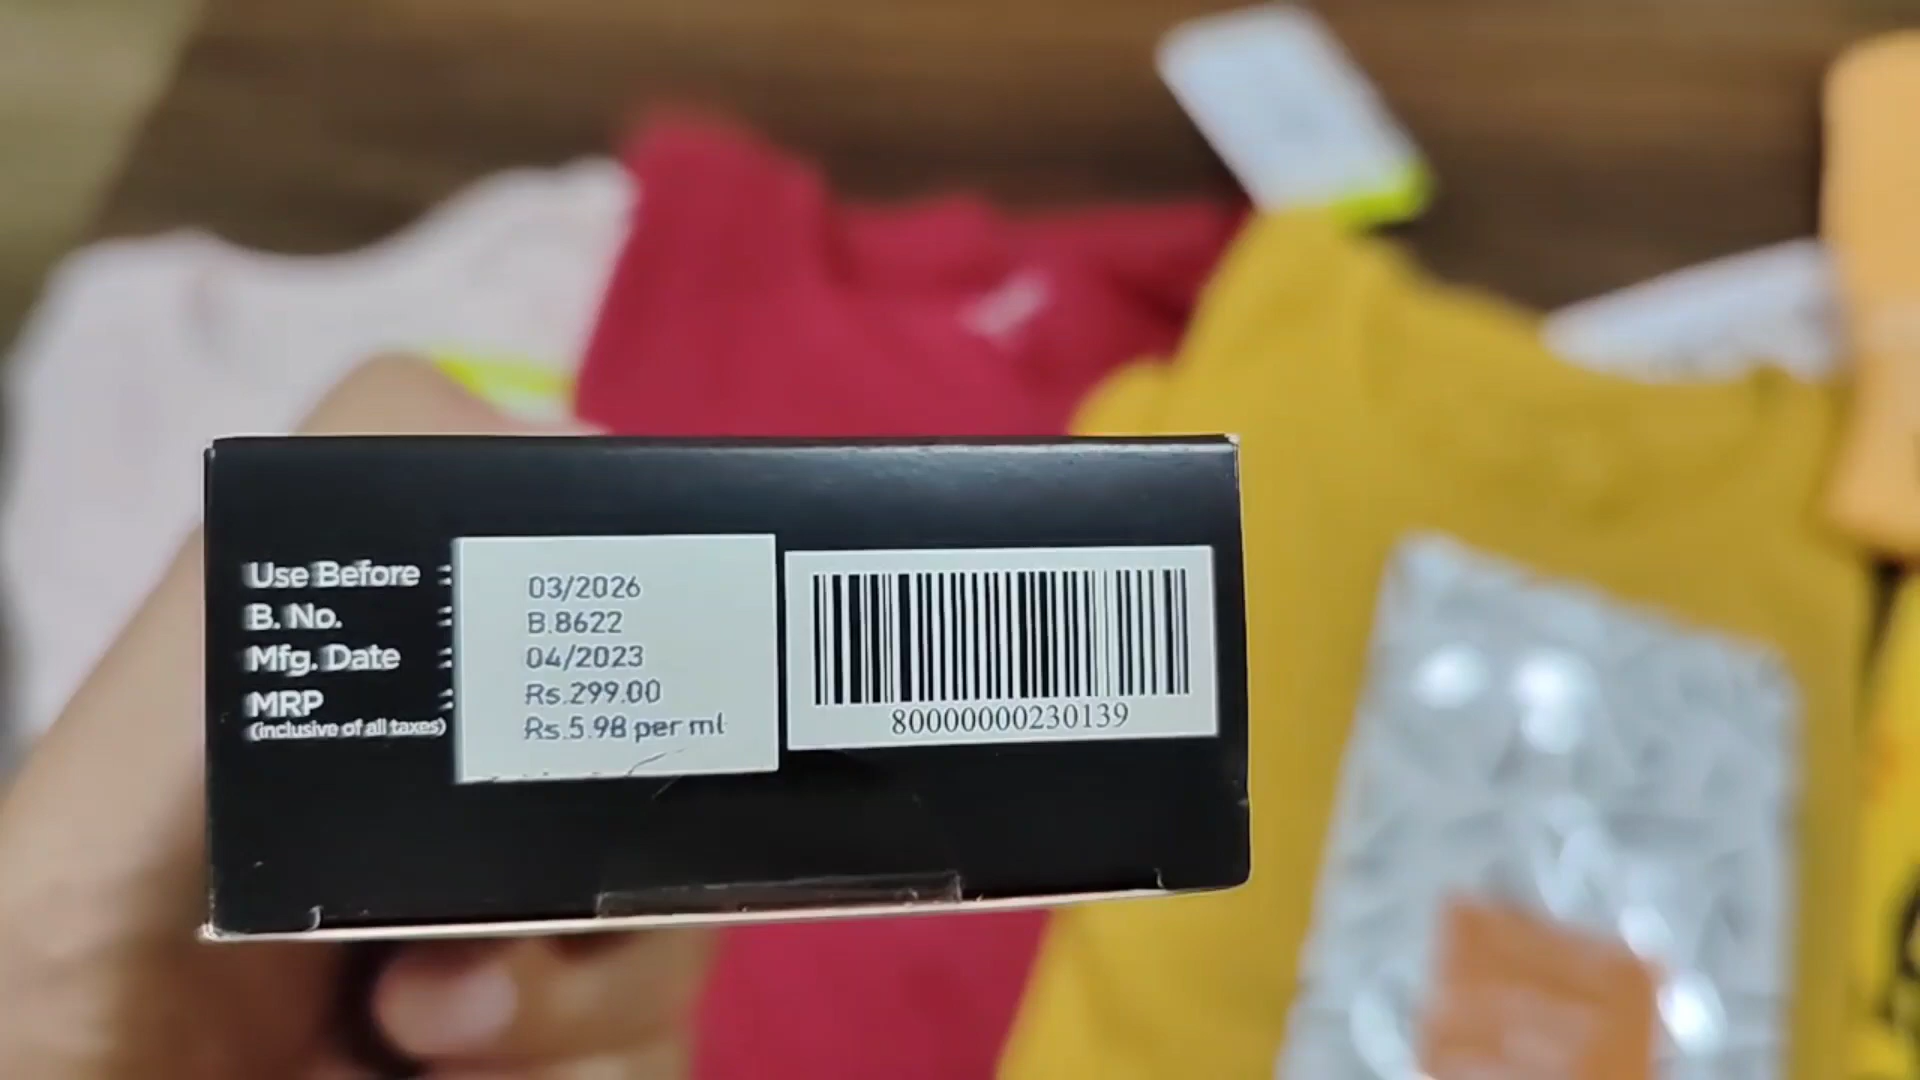 Use Before : 03/2026
B. No. : B.8622
Mfg. Date : 04/2023
MRP : Rs.299.00
(inclusive of all taxes) Rs.5.98 per ml
80000000230139